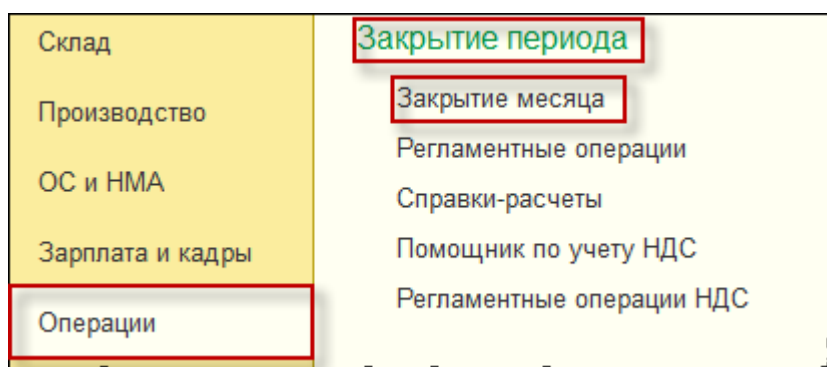 Склад
Производство
ОС и НМА
Зарплата и кадры
Операции
Закрытие периода
Закрытие месяца
Регламентные операции
Справки-расчеты
Помощник по учету НДС
Регламентные операции НДС